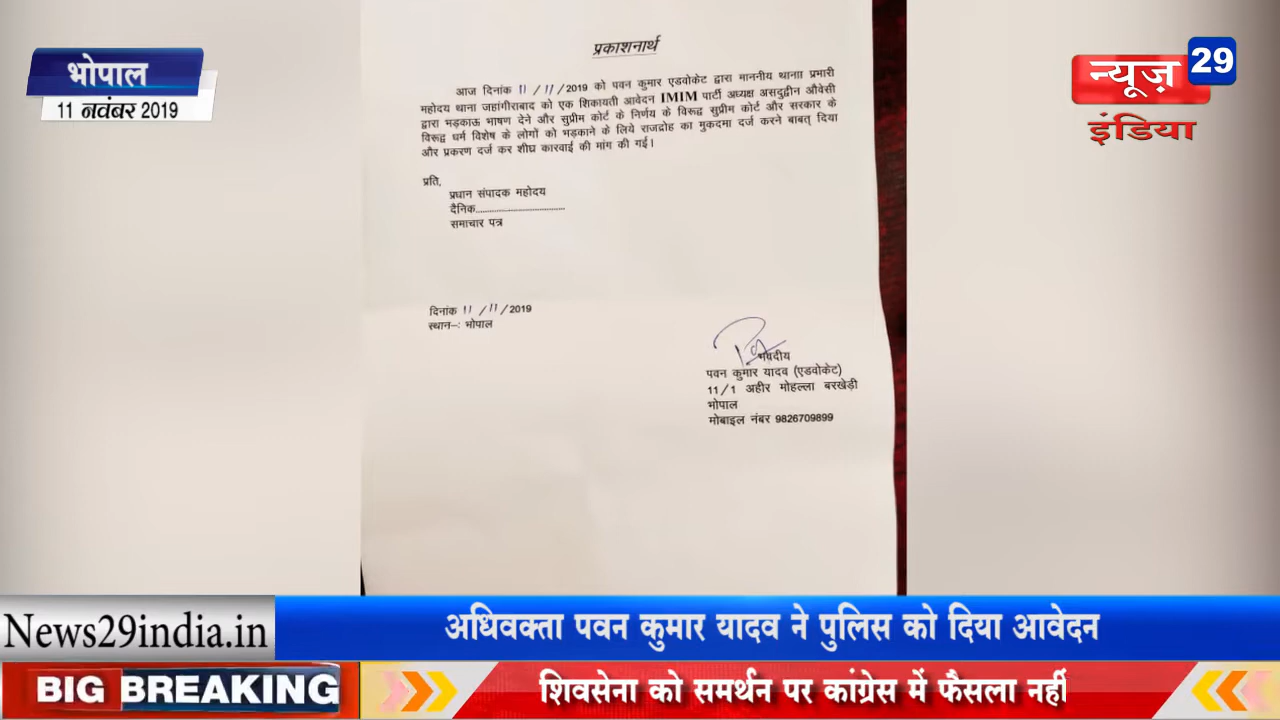 भोपाल
11 नवंबर 2019
न्यूज़ 29
इंडिया
प्रकाशनार्थ
आज दिनांक 11/11/2019 को पवन कुमार एडवोकेट द्वारा माननीय थानाा प्रभारी
महोदय थाना जहांगीराबाद को एक शिकायती आवेदन IMIM पार्टी अध्यक्ष असदुद्दीन औवेसी
द्वारा भड़काऊ भाषण देने और सुप्रीम कोर्ट के निर्णय के विरूद्व सुप्रीम कोर्ट और सरकार के
विरूद्व धर्म विशेष के लोगों को भड़काने के लिये राजद्रोह का मुकदमा दर्ज करने बाबत् दिया
और प्रकरण दर्ज कर शीघ्र कारवाई की मांग की गई।
प्रति,
प्रधान संपादक महोदय
दैनिक..................................
समाचार पत्र
दिनांक 11/11/2019
स्थान–: भोपाल
भवदीय
पवन कुमार यादव (एडवोकेट)
11/1 अहीर मोहल्ला बरखेड़ी
भोपाल
मोबाइल नंबर 9826709899
News29india.in
अधिवक्ता पवन कुमार यादव ने पुलिस को दिया आवेदन
BIG BREAKING
शिवसेना को समर्थन पर कांग्रेस में फैसला नहीं